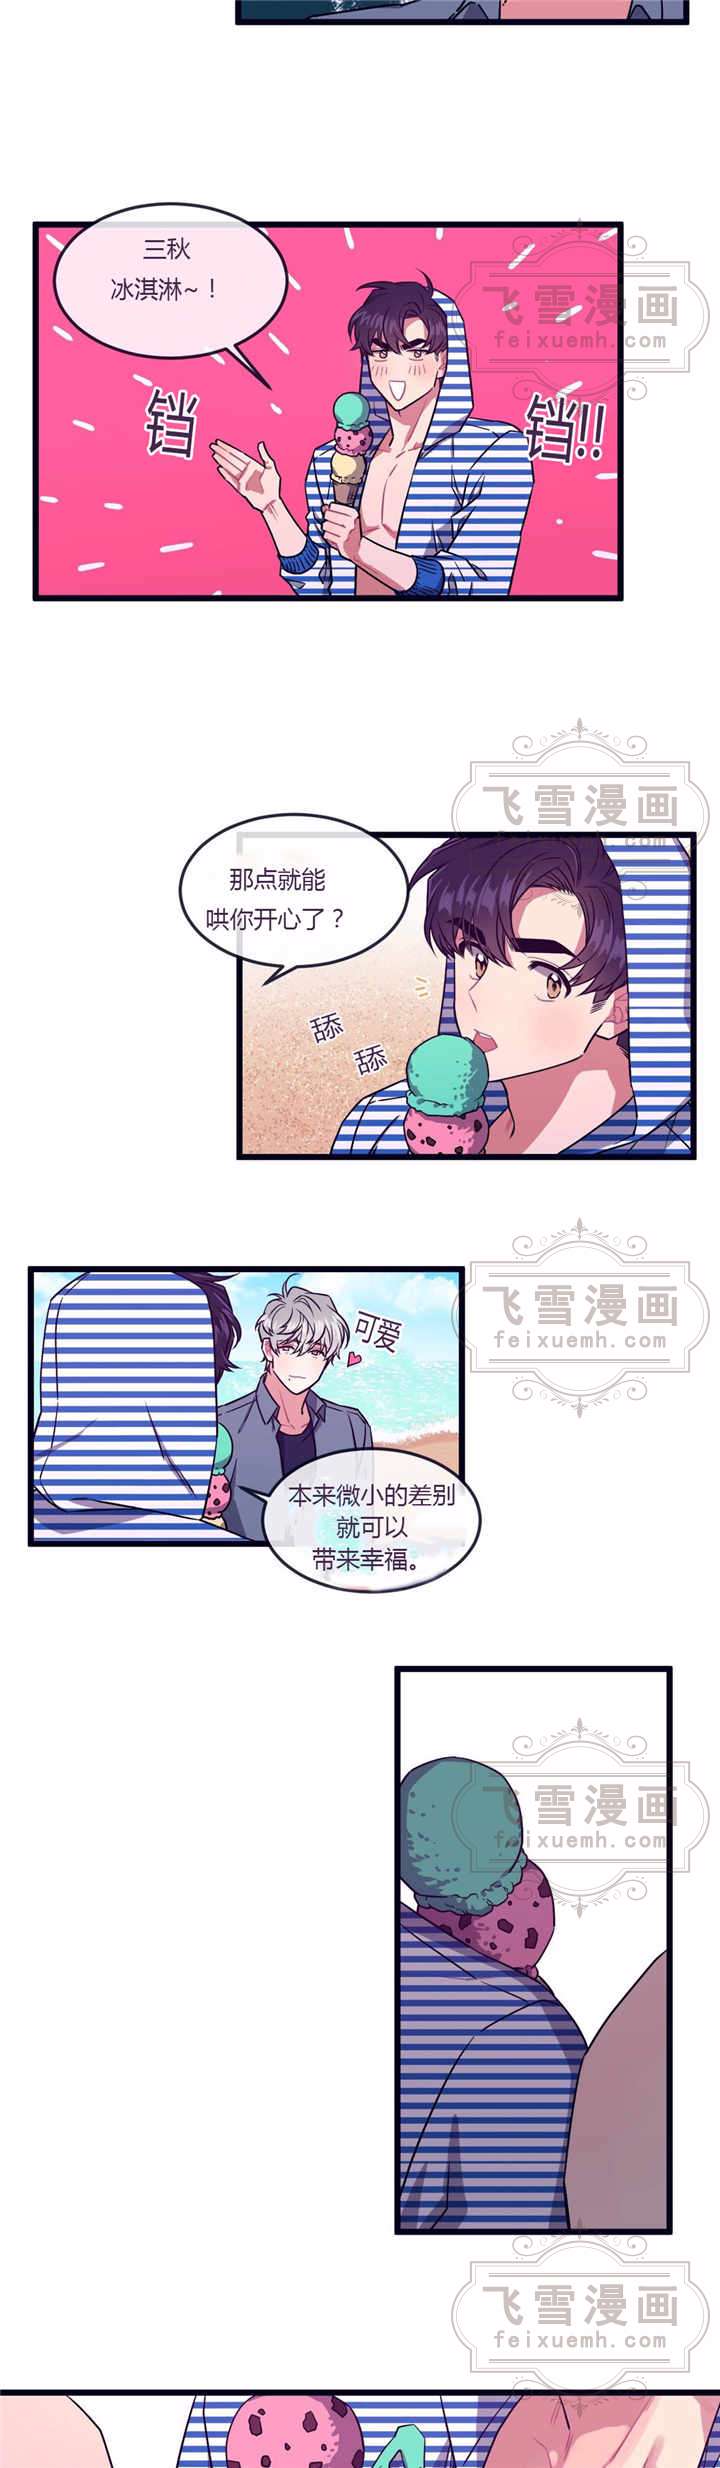 三秋
冰淇淋~！
铛
铛!!
飞雪漫画
feixuemh.com
飞雪漫画
那点就能
哄你开心了？
舔
舔
飞雪漫画
feixuemh.com
可爱
本来微小的差别
就可以
带来幸福。
飞雪漫画
feixuemh.com
飞雪漫画
feixuemh.com